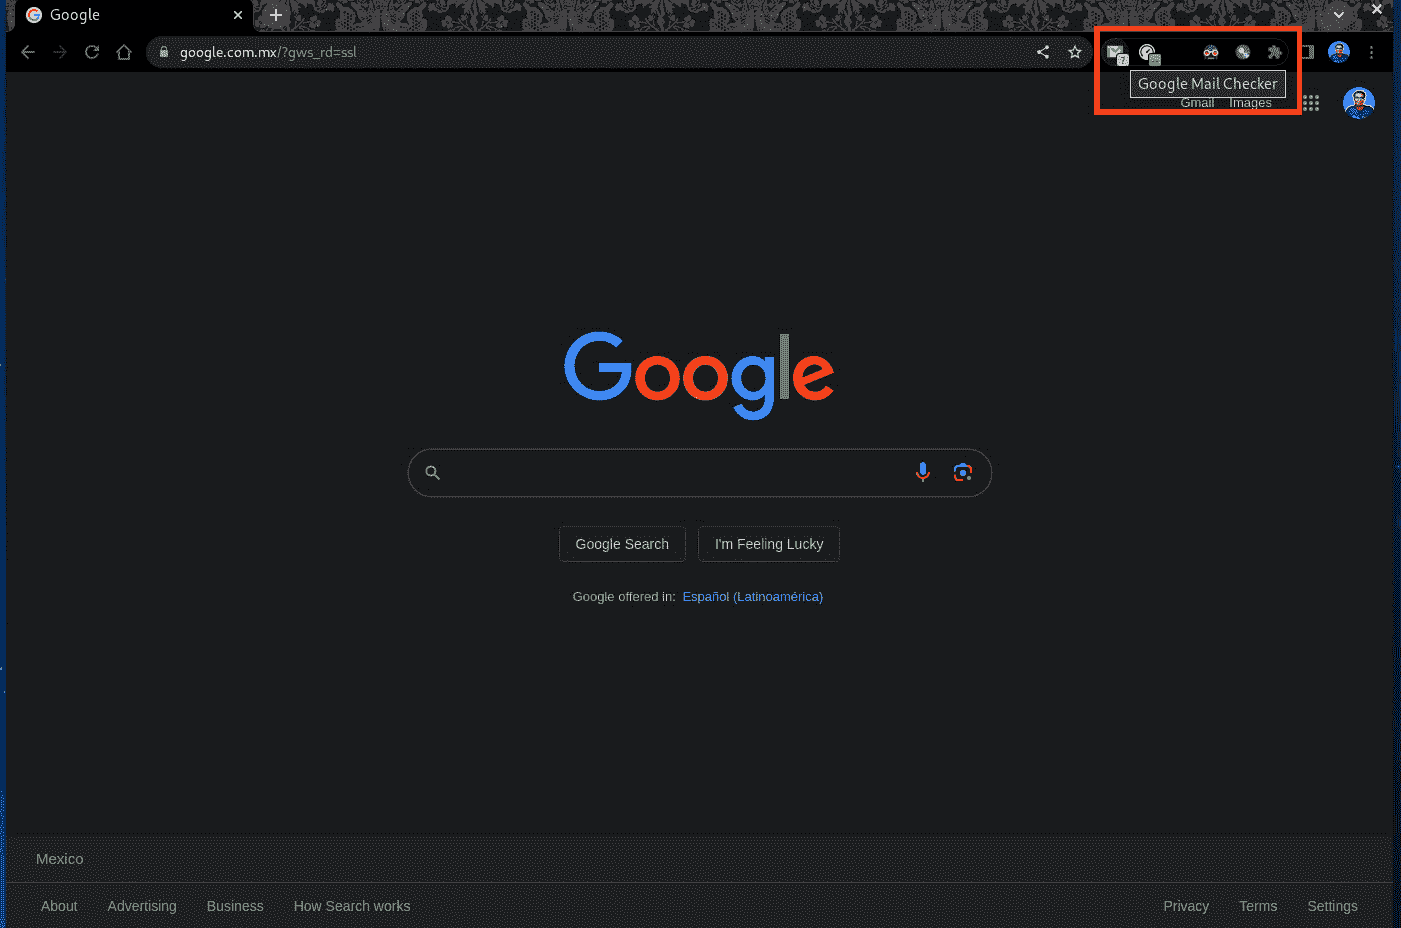 Google
google.com.mx/?gws_rd=ssl
?
Google Mail Checker
Gmail Images
Google
Google Search I'm Feeling Lucky
Google offered in: Español (Latinoamérica)
Mexico
About Advertising Business How Search works Privacy Terms Settings